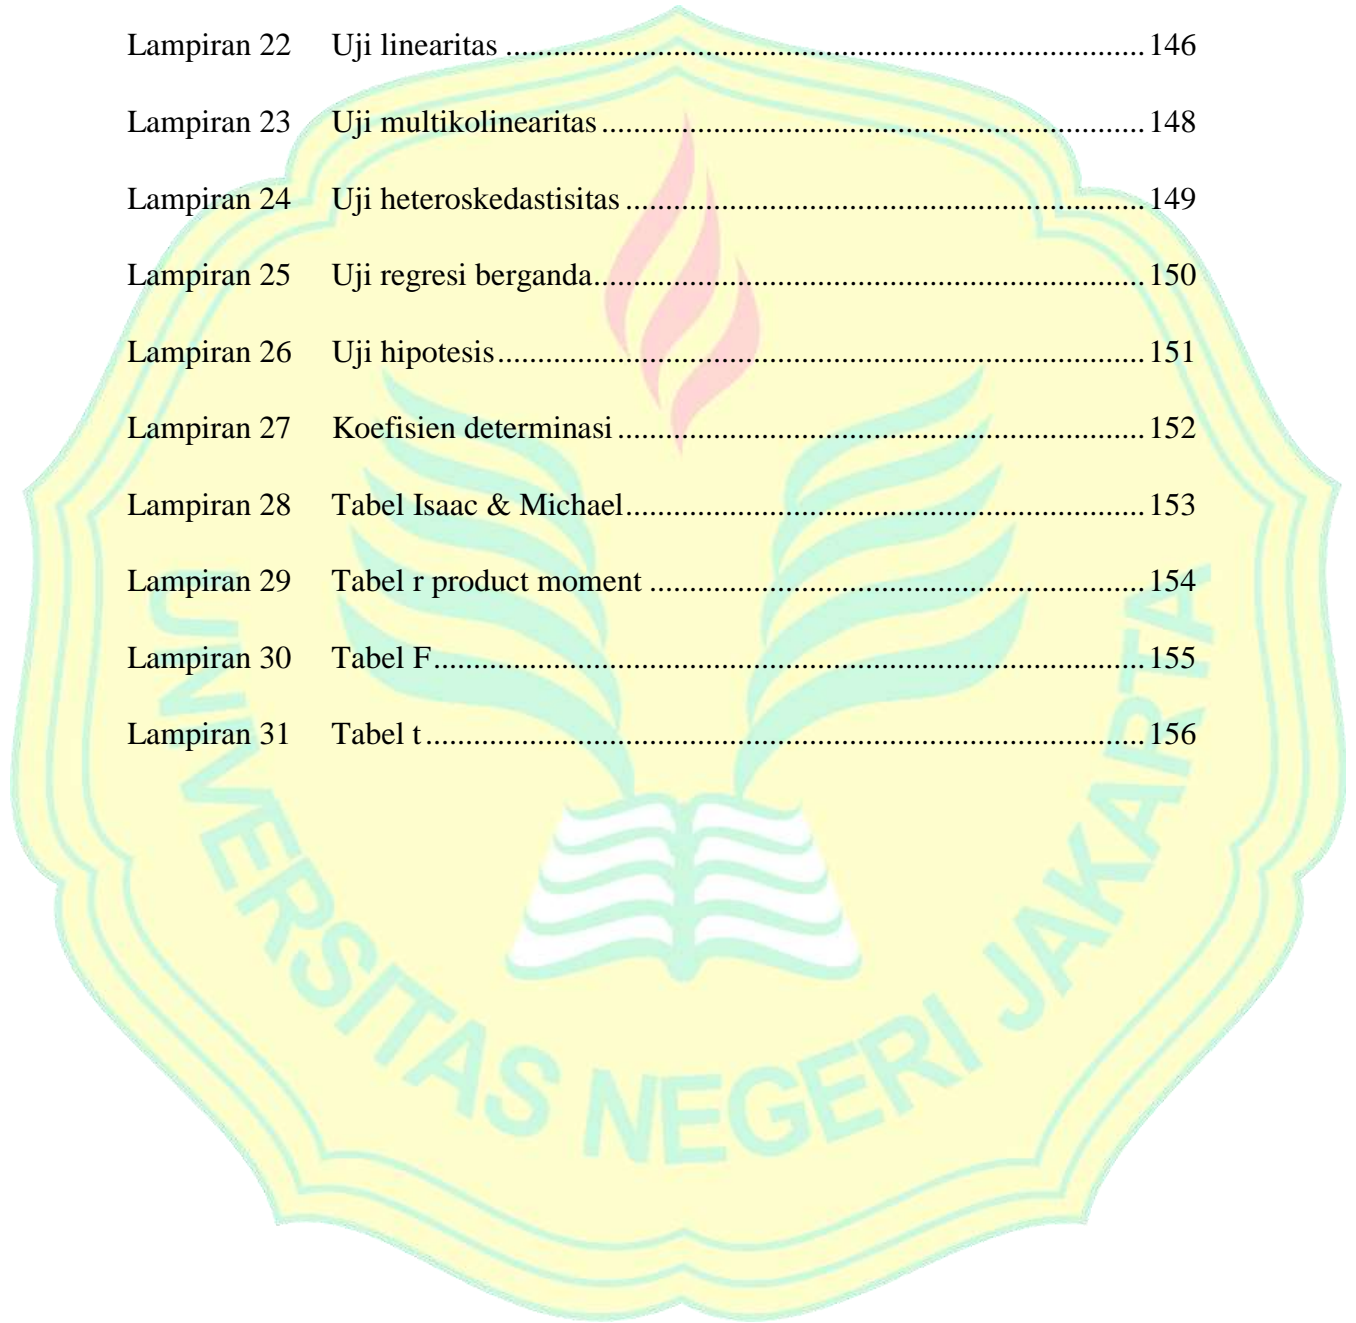 Lampiran 22 Uji linearitas ................................................................................ 146
Lampiran 23 Uji multikolinearitas .................................................................... 148
Lampiran 24 Uji heteroskedastisitas ................................................................. 149
Lampiran 25 Uji regresi berganda..................................................................... 150
Lampiran 26 Uji hipotesis ................................................................................. 151
Lampiran 27 Koefisien determinasi .................................................................. 152
Lampiran 28 Tabel Isaac & Michael................................................................. 153
Lampiran 29 Tabel r product moment .............................................................. 154
Lampiran 30 Tabel F......................................................................................... 155
Lampiran 31 Tabel t .......................................................................................... 156
UNIVERSITAS NEGERI JAKARTA